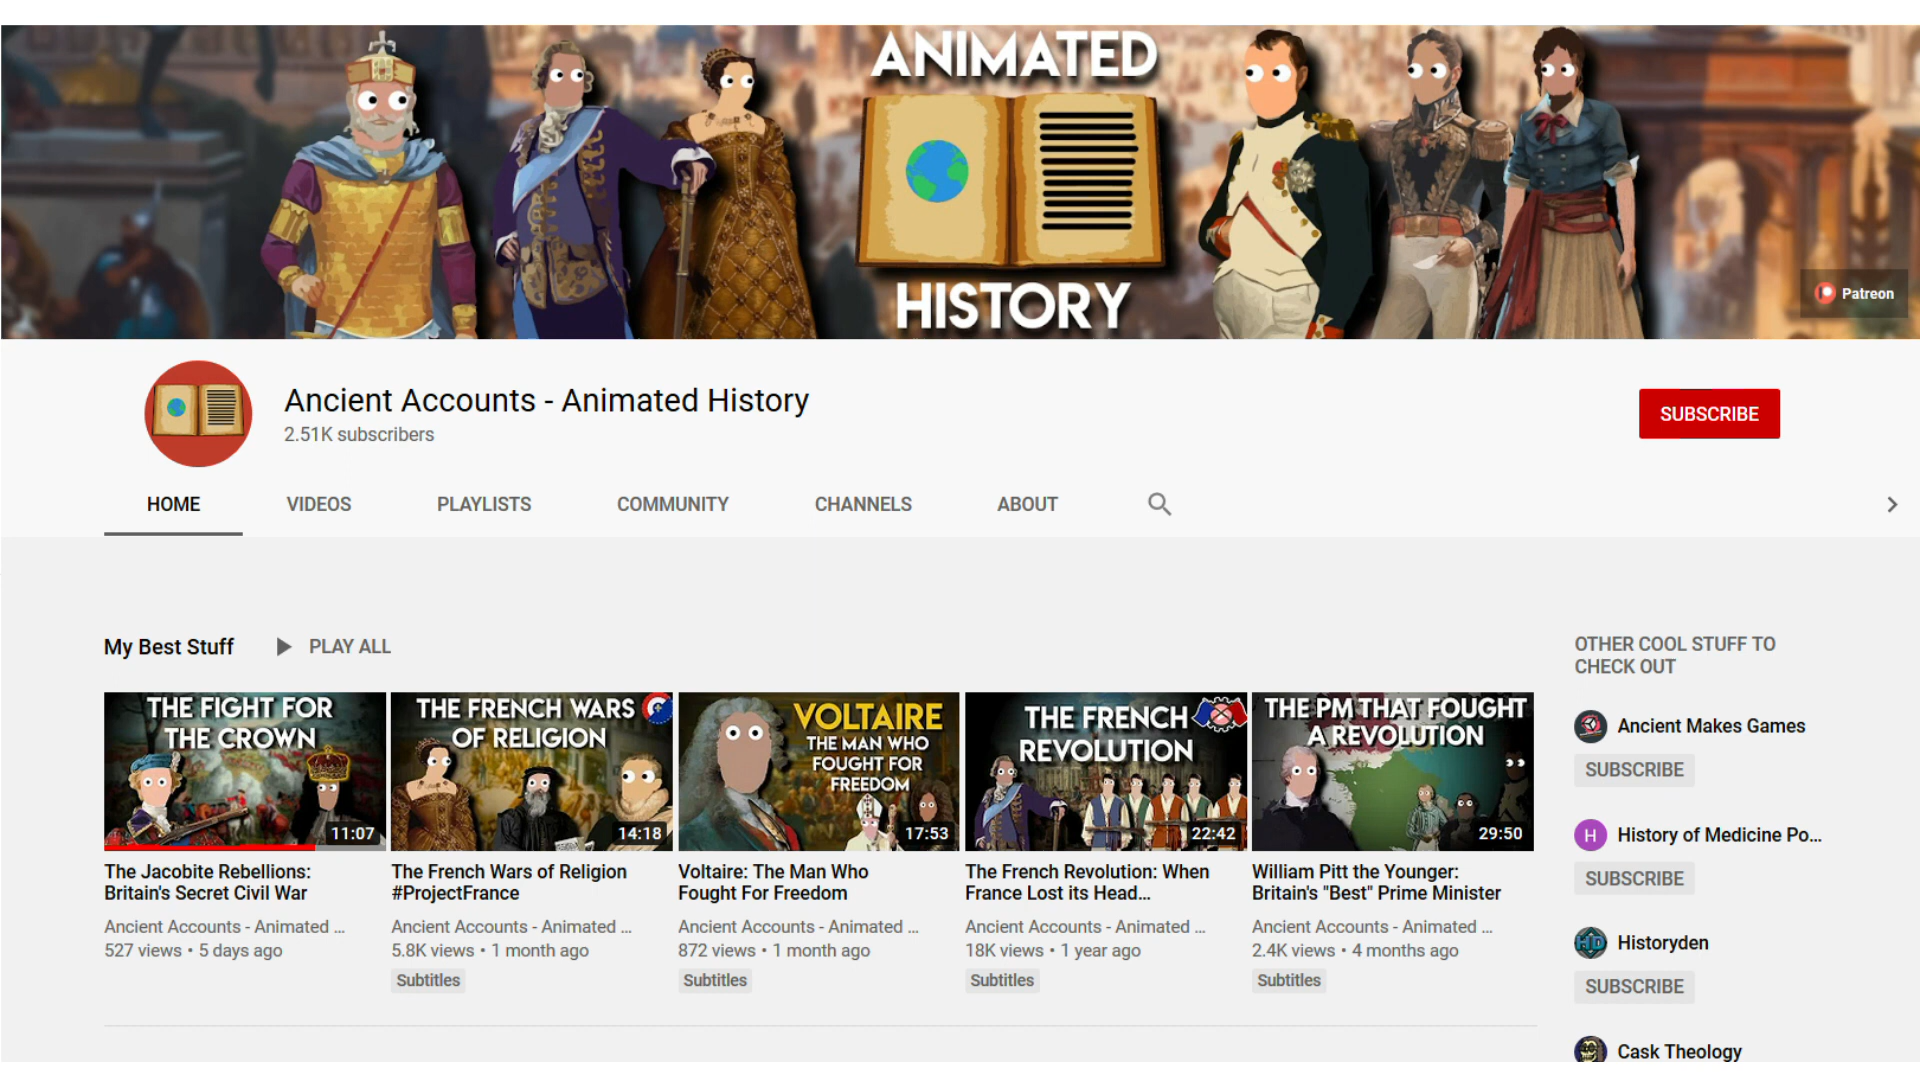 ANIMATED
HISTORY
Patreon
Ancient Accounts - Animated History
2.51K subscribers
SUBSCRIBE
HOME
VIDEOS
PLAYLISTS
COMMUNITY
CHANNELS
ABOUT
My Best Stuff
PLAY ALL
THE FIGHT FOR
THE CROWN
11:07
The Jacobite Rebellions:
Britain's Secret Civil War
Ancient Accounts - Animated ...
527 views • 5 days ago
THE FRENCH WARS
OF RELIGION
14:18
The French Wars of Religion
#ProjectFrance
Ancient Accounts - Animated ...
5.8K views • 1 month ago
Subtitles
VOLTAIRE
THE MAN WHO
FOUGHT FOR
FREEDOM
17:53
Voltaire: The Man Who
Fought For Freedom
Ancient Accounts - Animated ...
872 views • 1 month ago
Subtitles
THE FRENCH
REVOLUTION
22:42
The French Revolution: When
France Lost its Head...
Ancient Accounts - Animated ...
18K views • 1 year ago
Subtitles
THE PM THAT FOUGHT
A REVOLUTION
29:50
William Pitt the Younger:
Britain's "Best" Prime Minister
Ancient Accounts - Animated ...
2.4K views • 4 months ago
Subtitles
OTHER COOL STUFF TO
CHECK OUT
Ancient Makes Games
SUBSCRIBE
H
History of Medicine Po...
SUBSCRIBE
HD
Historyden
SUBSCRIBE
Cask Theology